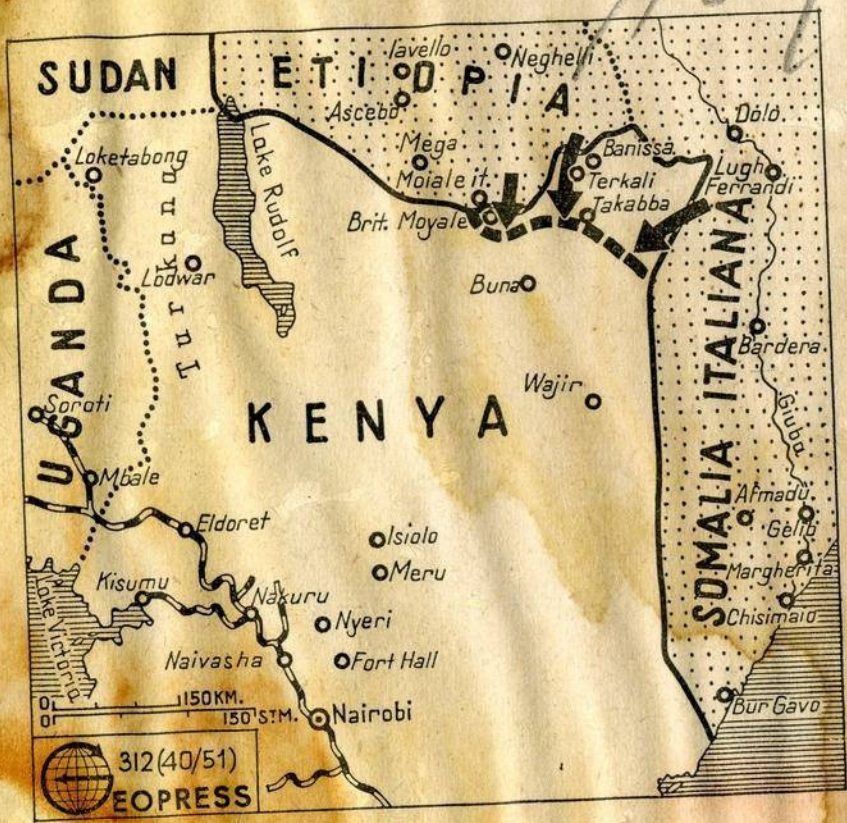 SUDAN
ETIOPIA
Iavello
Neghelli
Ascebo
Dolo
Mega
Banissa
Loketabong
Moiale it.
Terkali
Lugh
Ferrandi
Brit. Moyale
Takabba
Lake Rudolf
Turkana
Lodwar
Buna
UGANDA
Bardera
Wajir
Soroti
KENYA
SOMALIA ITALIANA
Giuba
Mbale
Afmadu
Eldoret
Gelib
Isiolo
Meru
Margherita
Kisumu
Chisimaio
Lake Victoria
Nakuru
Nyeri
Naivasha
Fort Hall
0 150 KM.
0 150 STM.
Bur Gavo
Nairobi
312 (40/51)
EOPRESS